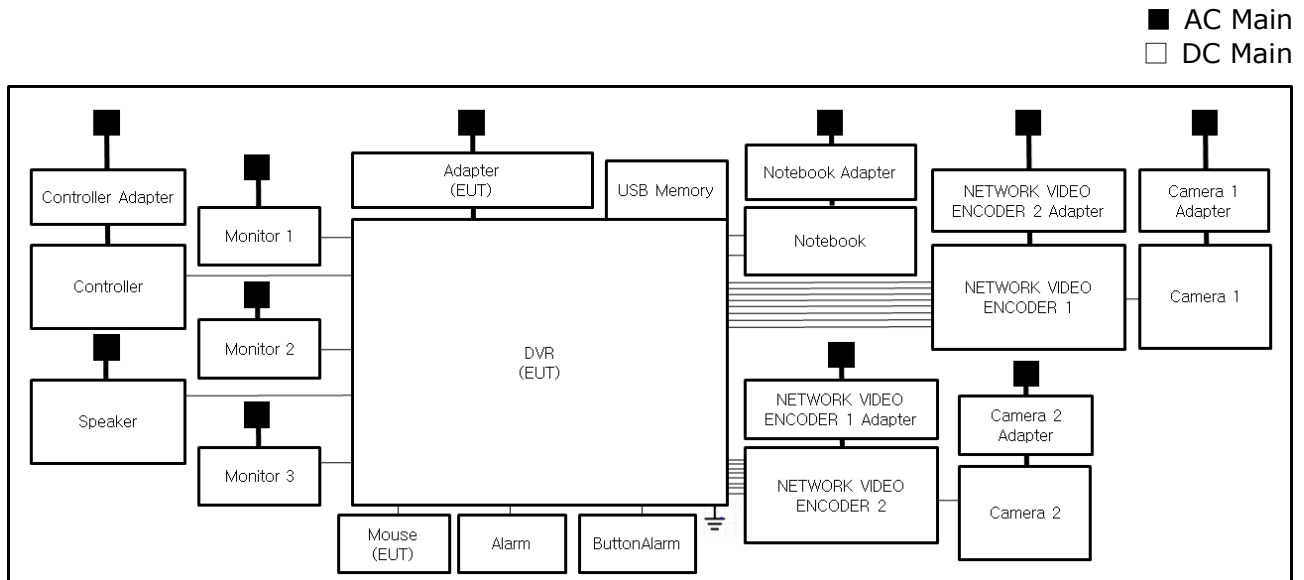 AC Main
DC Main
Controller Adapter
Controller
Speaker
Monitor 1
Monitor 2
Monitor 3
Adapter
(EUT)
USB Memory
DVR
(EUT)
Mouse
(EUT)
Alarm
ButtonAlarm
Notebook Adapter
Notebook
NETWORK VIDEO
ENCODER 2 Adapter
NETWORK VIDEO
ENCODER 1
Camera 1
Adapter
Camera 1
NETWORK VIDEO
ENCODER 1 Adapter
NETWORK VIDEO
ENCODER 2
Camera 2
Adapter
Camera 2